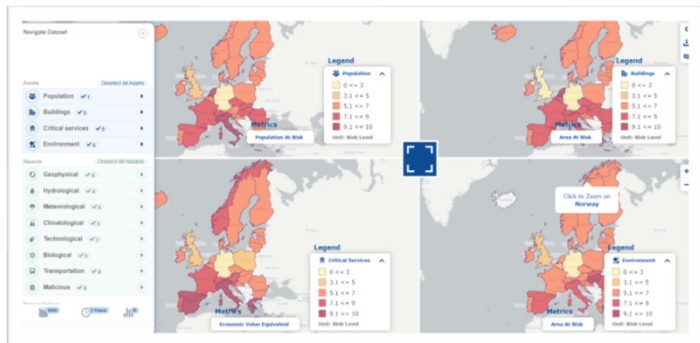 Navigate Dataset
Assets
Deselect All Assets
Population
Buildings
Critical services
Environment
Hazards
Deselect All Hazards
Geophysical
Hydrological
Meteorological
Climatological
Technological
Biological
Transportation
Malicious
Legend
Population
0 <= 3
3.1 <= 5
5.1 <= 7
7.1 <= 9
9.1 <= 10
Unit: Risk Level
Metrics
Population At Risk
Legend
Buildings
0 <= 3
3.1 <= 5
5.1 <= 7
7.1 <= 9
9.1 <= 10
Unit: Risk Level
Metrics
Area At Risk
Legend
Critical Services
0 <= 3
3.1 <= 5
5.1 <= 7
7.1 <= 9
9.1 <= 10
Unit: Risk Level
Metrics
Economic Value Equivalent
Click to Zoom on
Norway
Legend
Environment
0 <= 3
3.1 <= 5
5.1 <= 7
7.1 <= 9
9.1 <= 10
Unit: Risk Level
Metrics
Area At Risk